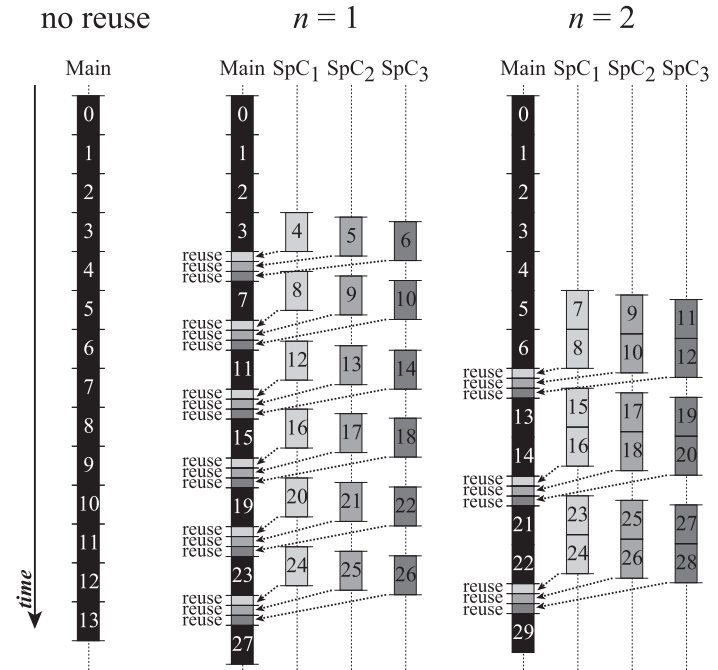 no reuse
n = 1
n = 2
Main
Main SpC1 SpC2 SpC3
Main SpC1 SpC2 SpC3
time
0
1
2
3
4
5
6
7
8
9
10
11
12
13
0
1
2
3
4
5
6
reuse
reuse
reuse
7
8
9
10
reuse
reuse
reuse
11
12
13
14
reuse
reuse
reuse
15
16
17
18
reuse
reuse
reuse
19
20
21
22
reuse
reuse
reuse
23
24
25
26
reuse
reuse
reuse
27
0
1
2
3
4
5
6
7
8
9
10
11
12
reuse
reuse
reuse
13
14
15
16
17
18
19
20
reuse
reuse
reuse
21
22
23
24
25
26
27
28
reuse
reuse
reuse
29